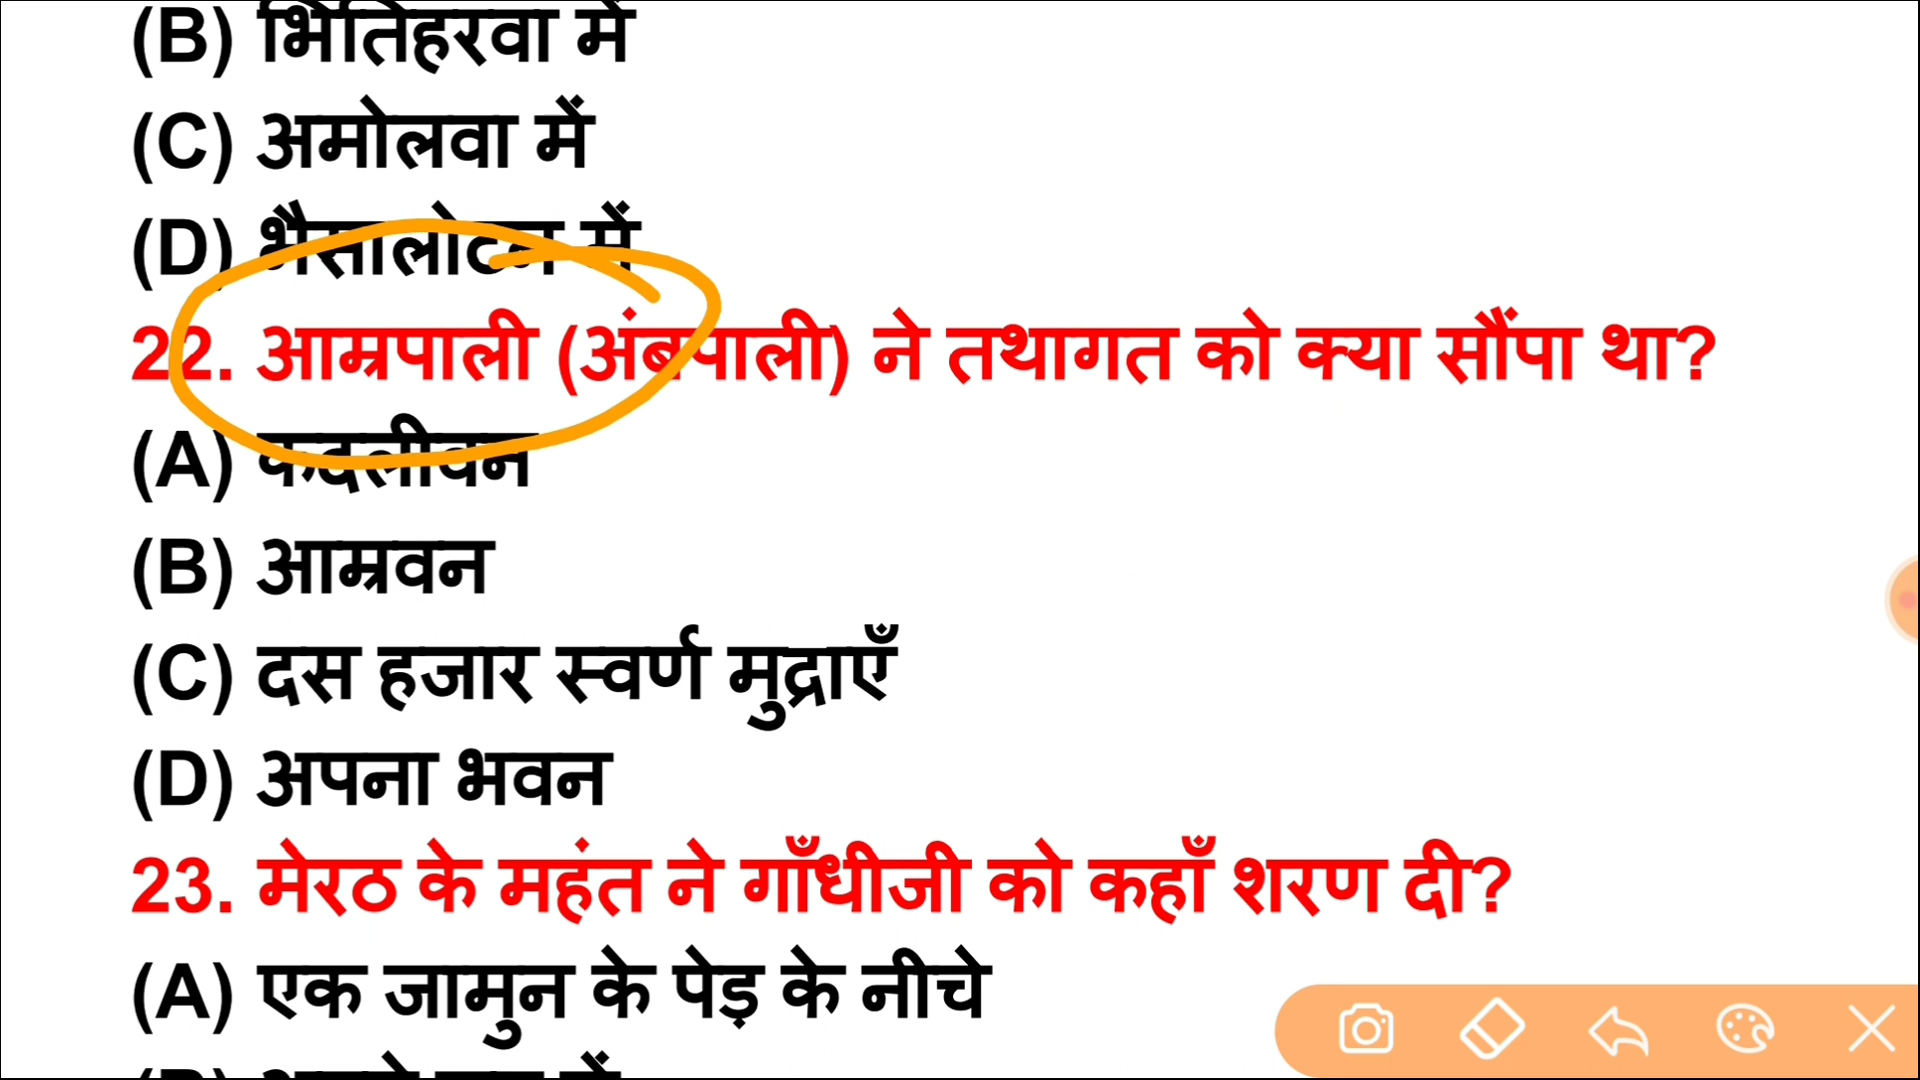 (B) भितिहरवा में
(C) अमोलवा में
(D) भैसालोटन में
22. आम्रपाली (अंबपाली) ने तथागत को क्या सौंपा था?
(A) कदलीवन
(B) आम्रवन
(C) दस हजार स्वर्ण मुद्राएँ
(D) अपना भवन
23. मेरठ के महंत ने गाँधीजी को कहाँ शरण दी?
(A) एक जामुन के पेड़ के नीचे